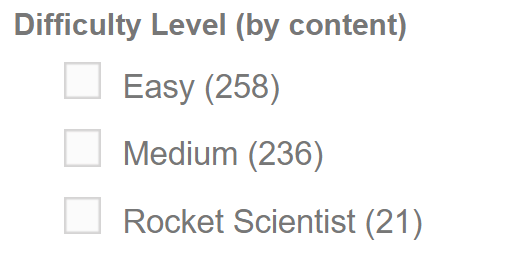 Difficulty Level (by content)
Easy (258)
Medium (236)
Rocket Scientist (21)